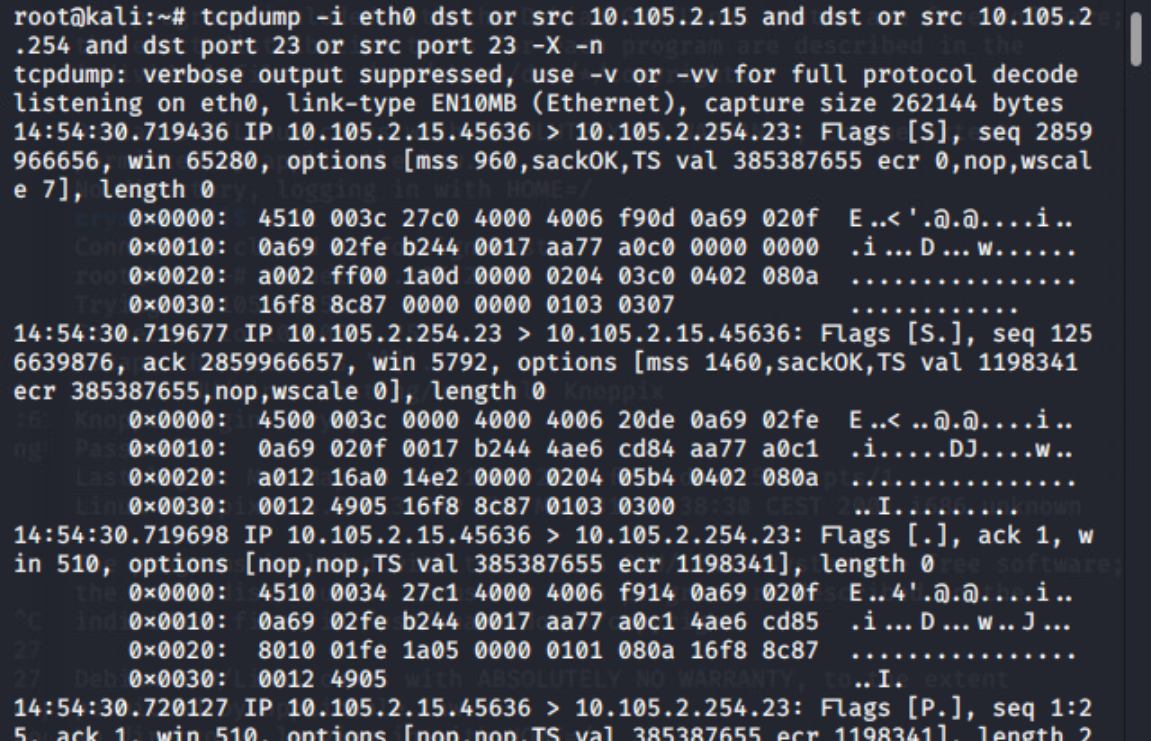 root@kali:~# tcpdump -i eth0 dst or src 10.105.2.15 and dst or src 10.105.2
.254 and dst port 23 or src port 23 -X -n
tcpdump: verbose output suppressed, use -v or -vv for full protocol decode
listening on eth0, link-type EN10MB (Ethernet), capture size 262144 bytes
14:54:30.719436 IP 10.105.2.15.45636 > 10.105.2.254.23: Flags [S], seq 2859
966656, win 65280, options [mss 960,sackOK,TS val 385387655 ecr 0,nop,wscal
e 7], length 0
0×0000:  4510 003c 27c0 4000 4006 f90d 0a69 020f  E..<'.@.@....i..
0×0010:  0a69 02fe b244 0017 aa77 a0c0 0000 0000  .i...D...w......
0×0020:  a002 ff00 1a0d 0000 0204 03c0 0402 080a  ................
0×0030:  16f8 8c87 0000 0000 0103 0307            ............
14:54:30.719677 IP 10.105.2.254.23 > 10.105.2.15.45636: Flags [S.], seq 125
6639876, ack 2859966657, win 5792, options [mss 1460,sackOK,TS val 1198341
ecr 385387655,nop,wscale 0], length 0
0×0000:  4500 003c 0000 4000 4006 20de 0a69 02fe  E..<..@.@....i..
0×0010:  0a69 020f 0017 b244 4ae6 cd84 aa77 a0c1  .i.....DJ....w..
0×0020:  a012 16a0 14e2 0000 0204 05b4 0402 080a  ................
0×0030:  0012 4905 16f8 8c87 0103 0300            ..I.........
14:54:30.719698 IP 10.105.2.15.45636 > 10.105.2.254.23: Flags [.], ack 1, w
in 510, options [nop,nop,TS val 385387655 ecr 1198341], length 0
0×0000:  4510 0034 27c1 4000 4006 f914 0a69 020f  E..4'.@.@....i..
0×0010:  0a69 02fe b244 0017 aa77 a0c1 4ae6 cd85  .i...D...w..J...
0×0020:  8010 01fe 1a05 0000 0101 080a 16f8 8c87  ................
0×0030:  0012 4905                                ..I.
14:54:30.720127 IP 10.105.2.15.45636 > 10.105.2.254.23: Flags [P.], seq 1:2
5, ack 1, win 510, options [nop,nop,TS val 385387655 ecr 1198341], length 2